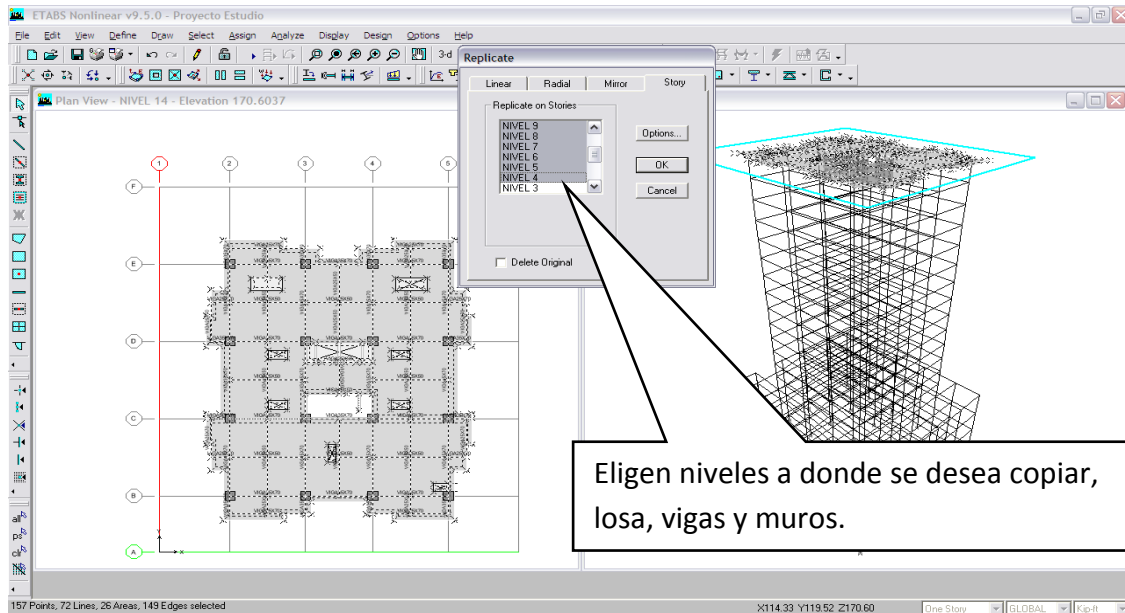 ETABS Nonlinear v9.5.0 - Proyecto Estudio
File Edit View Define Draw Select Assign Analyze Display Design Options Help
3-d
Plan View - NIVEL 14 - Elevation 170.6037
Replicate
Linear Radial Mirror Story
Replicate on Stories
NIVEL 9
NIVEL 8
NIVEL 7
NIVEL 6
NIVEL 5
NIVEL 4
NIVEL 3
Options...
OK
Cancel
Delete Original
1 2 3 4 5
F
E
D
C
B
A
X
all
ps
clr
Eligen niveles a donde se desea copiar,
losa, vigas y muros.
157 Points, 72 Lines, 26 Areas, 149 Edges selected
X114.33 Y119.52 Z170.60
One Story
GLOBAL
Kip-ft